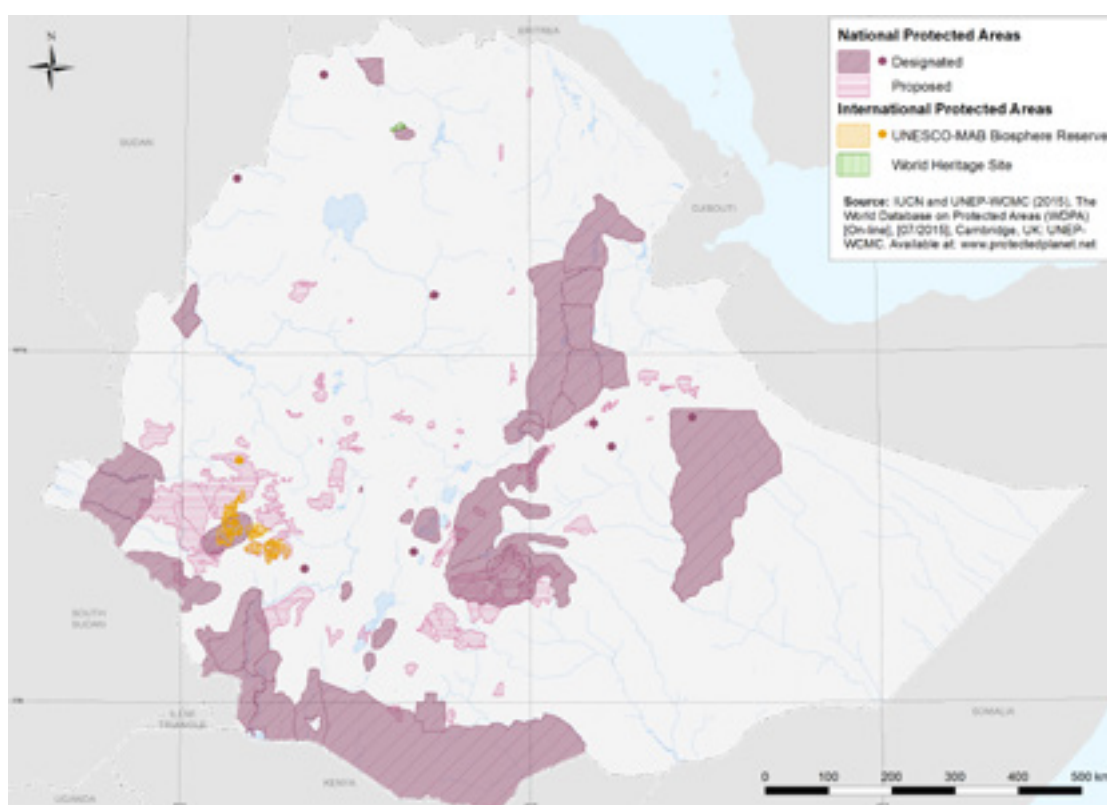 N
ERITREA
SUDAN
DJIBOUTI
SOUTH
SUDAN
ILEMI
TRIANGLE
KENYA
UGANDA
SOMALIA
National Protected Areas
Designated
Proposed
International Protected Areas
UNESCO-MAB Biosphere Reserve
World Heritage Site
Source: IUCN and UNEP-WCMC (2015), The
World Database on Protected Areas (WDPA)
[On-line], [07/2015], Cambridge, UK: UNEP-
WCMC. Available at: www.protectedplanet.net
0 100 200 300 400 500 km